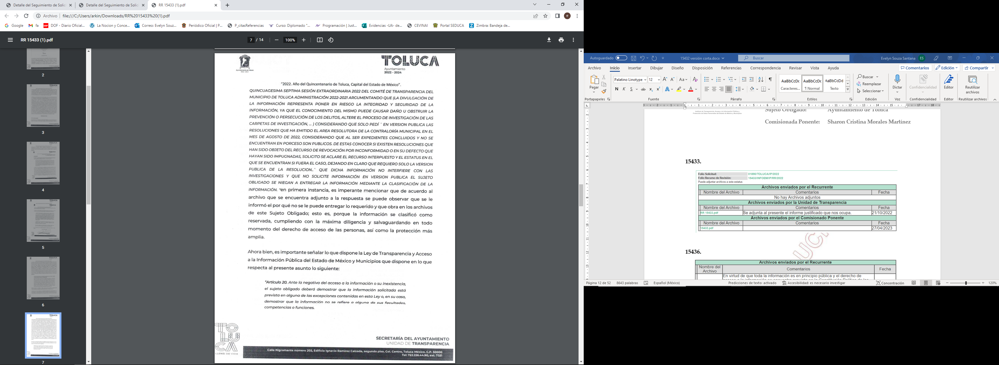 Detalle del Seguimiento de Solic
Detalle del Seguimiento de Solic
RR 15433 (1).pdf
Archivo
file:///C:/Users/arkin/Downloads/RR%2015433%20(1).pdf
e
Google
fa
DOF - Diario Oficial...
La Nocion y Conce...
Correo: Evelyn Souz...
Periódico Oficial | P...
P_citasReferencias
Curso: Diplomado "...
Programación | Just...
Evidencias -UA- de...
CEVINAI
Portal SEDUCA
Zimbra: Bandeja de...
RR 15433 (1).pdf
7 / 14
100%
2
3
4
5
6
7
TOLUCA
Ayuntamiento
2022 - 2024
"2022. Año del Quincentenario de Toluca, Capital del Estado de México".
QUINCUAGESIMA SEPTIMA SESIÓN EXTRAORDINARIA 2022 DEL COMITÉ DE TRANSPARENCIA DEL
MUNICIPIO DE TOLUCA ADMINISTRACIÓN 2022-2021 ARGUMENTANDO QUE (LA DIVULGACIÓN DE
LA INFORMACIÓN REPRESENTA PONER EN RIESGO LA INTEGRIDAD Y SEGURIDAD DE LA
INFORMACIÓN, YA QUE EL CONOCIMIENTO DEL MISMO PUEDE CAUSAR DAÑO U OBSTRUIR LA
PREVENCIÓN O PERSECUCIÓN DE LOS DELITOS, ALTERE EL PROCESO DE INVESTIGACIÓN DE LAS
CARPETAS DE INVESTIGACIÓN, ... ) CONSIDERANDO QUE SOLO PEDÍ ¨ EN VERSION PUBLICA LAS
RESOLUCIONES QUE HA EMITIDO EL AREA RESOLUTORA DE LA CONTRALORÍA MUNICIPAL EN EL
MES DE AGOSTO DE 2022, CONSIDERANDO QUE AL SER EXPEDIENTES CONCLUIDOS Y NO SE
ENCUENTRAN EN PORCESO SON PUBLICOS. DE ESTAS CONOCER SI EXISTEN RESOLUCIONES QUE
HAN SIDO OBJETO DEL RECURSO DE REVOCACIÓN POR INCONFORMIDAD O EN SU DEFECTO QUE
HAYAN SIDO IMPUGNADAS, SOLICITO SE ACLARE EL RECURSO INTERPUESTO Y EL ESTATUS EN EL
QUE SE ENCUENTRAN SI FUERA EL CASO, DEJANDO EN CLARO QUE REQUIERO SOLO LA VERSION
PUBLICA DE LA RESOLUCION..¨ QUE DICHA INFORMACIÓN NO INTERFIERE CON LAS
INVESTIGACIONES Y QUE NO SOLICITE INFORMACIÓN EN VERSION PUBLICA EL SUJETO
OBLIGADO SE NIEGAN A ENTREGAR LA INFORMACIÓN MEDIANTE LA CLASIFICACIÓN DE LA
INFORMACIÓN. "en primera instancia, es imperante mencionar que de acuerdo al
archivo que se encuentra adjunto a la respuesta se puede observar que se le
informó el por qué no se le puede entregar lo requerido y que obra en los archivos
de este Sujeto Obligado; esto es, porque la información se clasificó como
reservada, cumpliendo con la máxima diligencia y salvaguardando en todo
momento del derecho de acceso de las personas, así como la protección más
amplia.
Ahora bien, es importante señalar lo que dispone la Ley de Transparencia y Acceso
a la Información Pública del Estado de México y Municipios que dispone en lo que
respecta al presente asunto lo siguiente:
"Artículo 20. Ante la negativa del acceso a la información o su inexistencia,
el sujeto obligado deberá demostrar que la información solicitada está
prevista en alguna de las excepciones contenidas en esta Ley o, en su caso,
demostrar que la información no se refiere a alguna de sus facultades,
competencias o funciones.
TO
LU
CA
LLENA DE VIDA
SECRETARÍA DEL AYUNTAMIENTO
UNIDAD DE TRANSPARENCIA
Calle Nigromante número 202, Edificio Ignacio Ramírez Calzada, segundo piso, Col. Centro, Toluca México. C.P. 50000
Tel: 722.226.44.90, ext. 7321
Autoguardado
15432 versión corta.docx
Buscar
Evelyn Souza Santana
ES
Archivo Inicio Insertar Dibujar Diseño Disposición Referencias Correspondencia Revisar Vista Ayuda
Comentarios Edición Compartir
Pegar
Portapapeles
Palatino Linotype 12
N K S ab x₂ x²
Fuente
Párrafo
AaBbCcDc AaBbCcDc AaBbCcDd
Caracteres... ¶ Normal Texto
Estilos
Buscar
Reemplazar
Seleccionar
Edición
Dictar
Voz
Confidencialidad
Confidencialidad
Editor
Editor
Reutilizar archivos
Reutilizar archivos
Instituto de Transparencia, Acceso a la Información Pública y
Protección de Datos Personales del Estado de México y Municipios
Sujeto Obligado: Ayuntamiento de Toluca
Comisionada Ponente: Sharon Cristina Morales Martínez
15433.
Folio Solicitud: 01890/TOLUCA/IP/2022
Folio Recurso de Revisión: 15433/INFOEM/IP/RR/2022
Puede adjuntar archivos a este estatus
Archivos enviados por el Recurrente
Nombre del Archivo Comentarios Fecha
No hay Archivos adjuntos
Archivos enviados por la Unidad de Transparencia
Nombre del Archivo Comentarios Fecha
RR 15433.pdf Se adjunta al presente el informe justificado que nos ocupa. 21/10/2022
Archivos enviados por el Comisionado Ponente
Nombre del Archivo Comentarios Fecha
15432.pdf 27/04/2023
15436.
Archivos enviados por el Recurrente
Nombre del Archivo Comentarios Fecha
En virtud de que toda la información es en principio pública y el derecho de
Página 12 de 52 8643 palabras Español (México) Predicciones de texto: activado Accesibilidad: es necesario investigar Concentración 120%